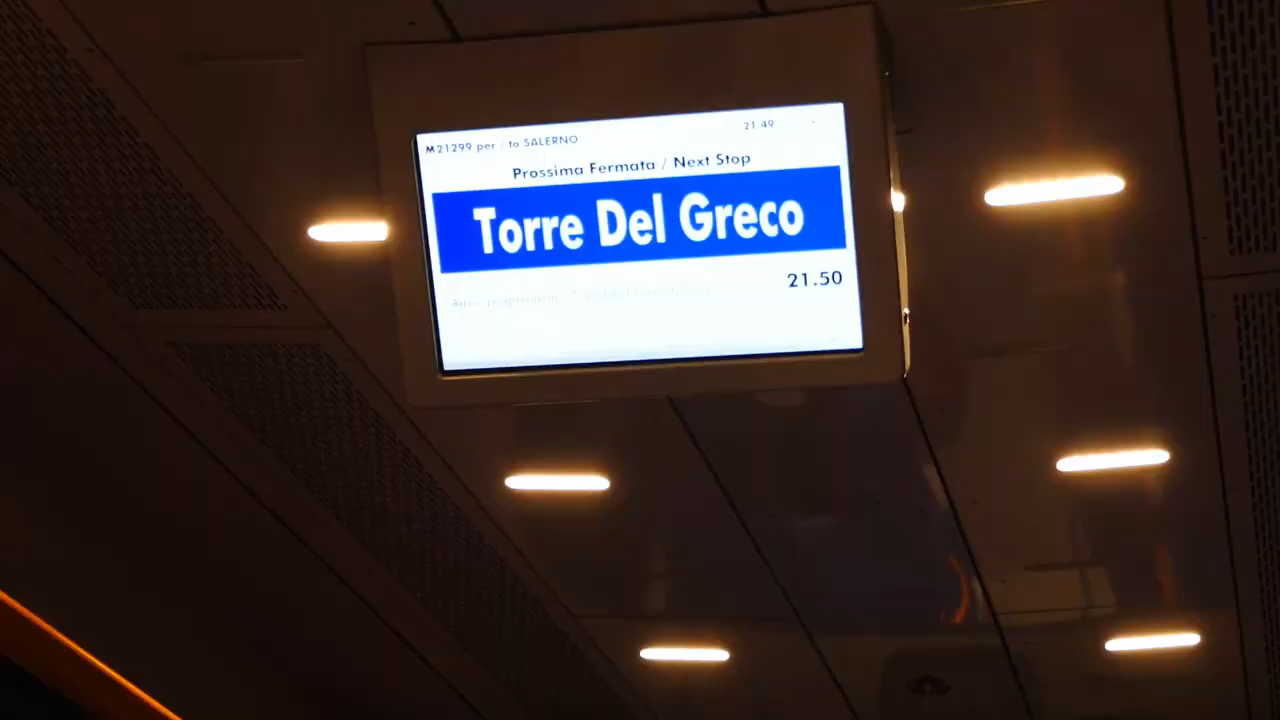 M21299 per / to SALERNO 21 49
Prossima Fermata / Next Stop
Torre Del Greco
21.50